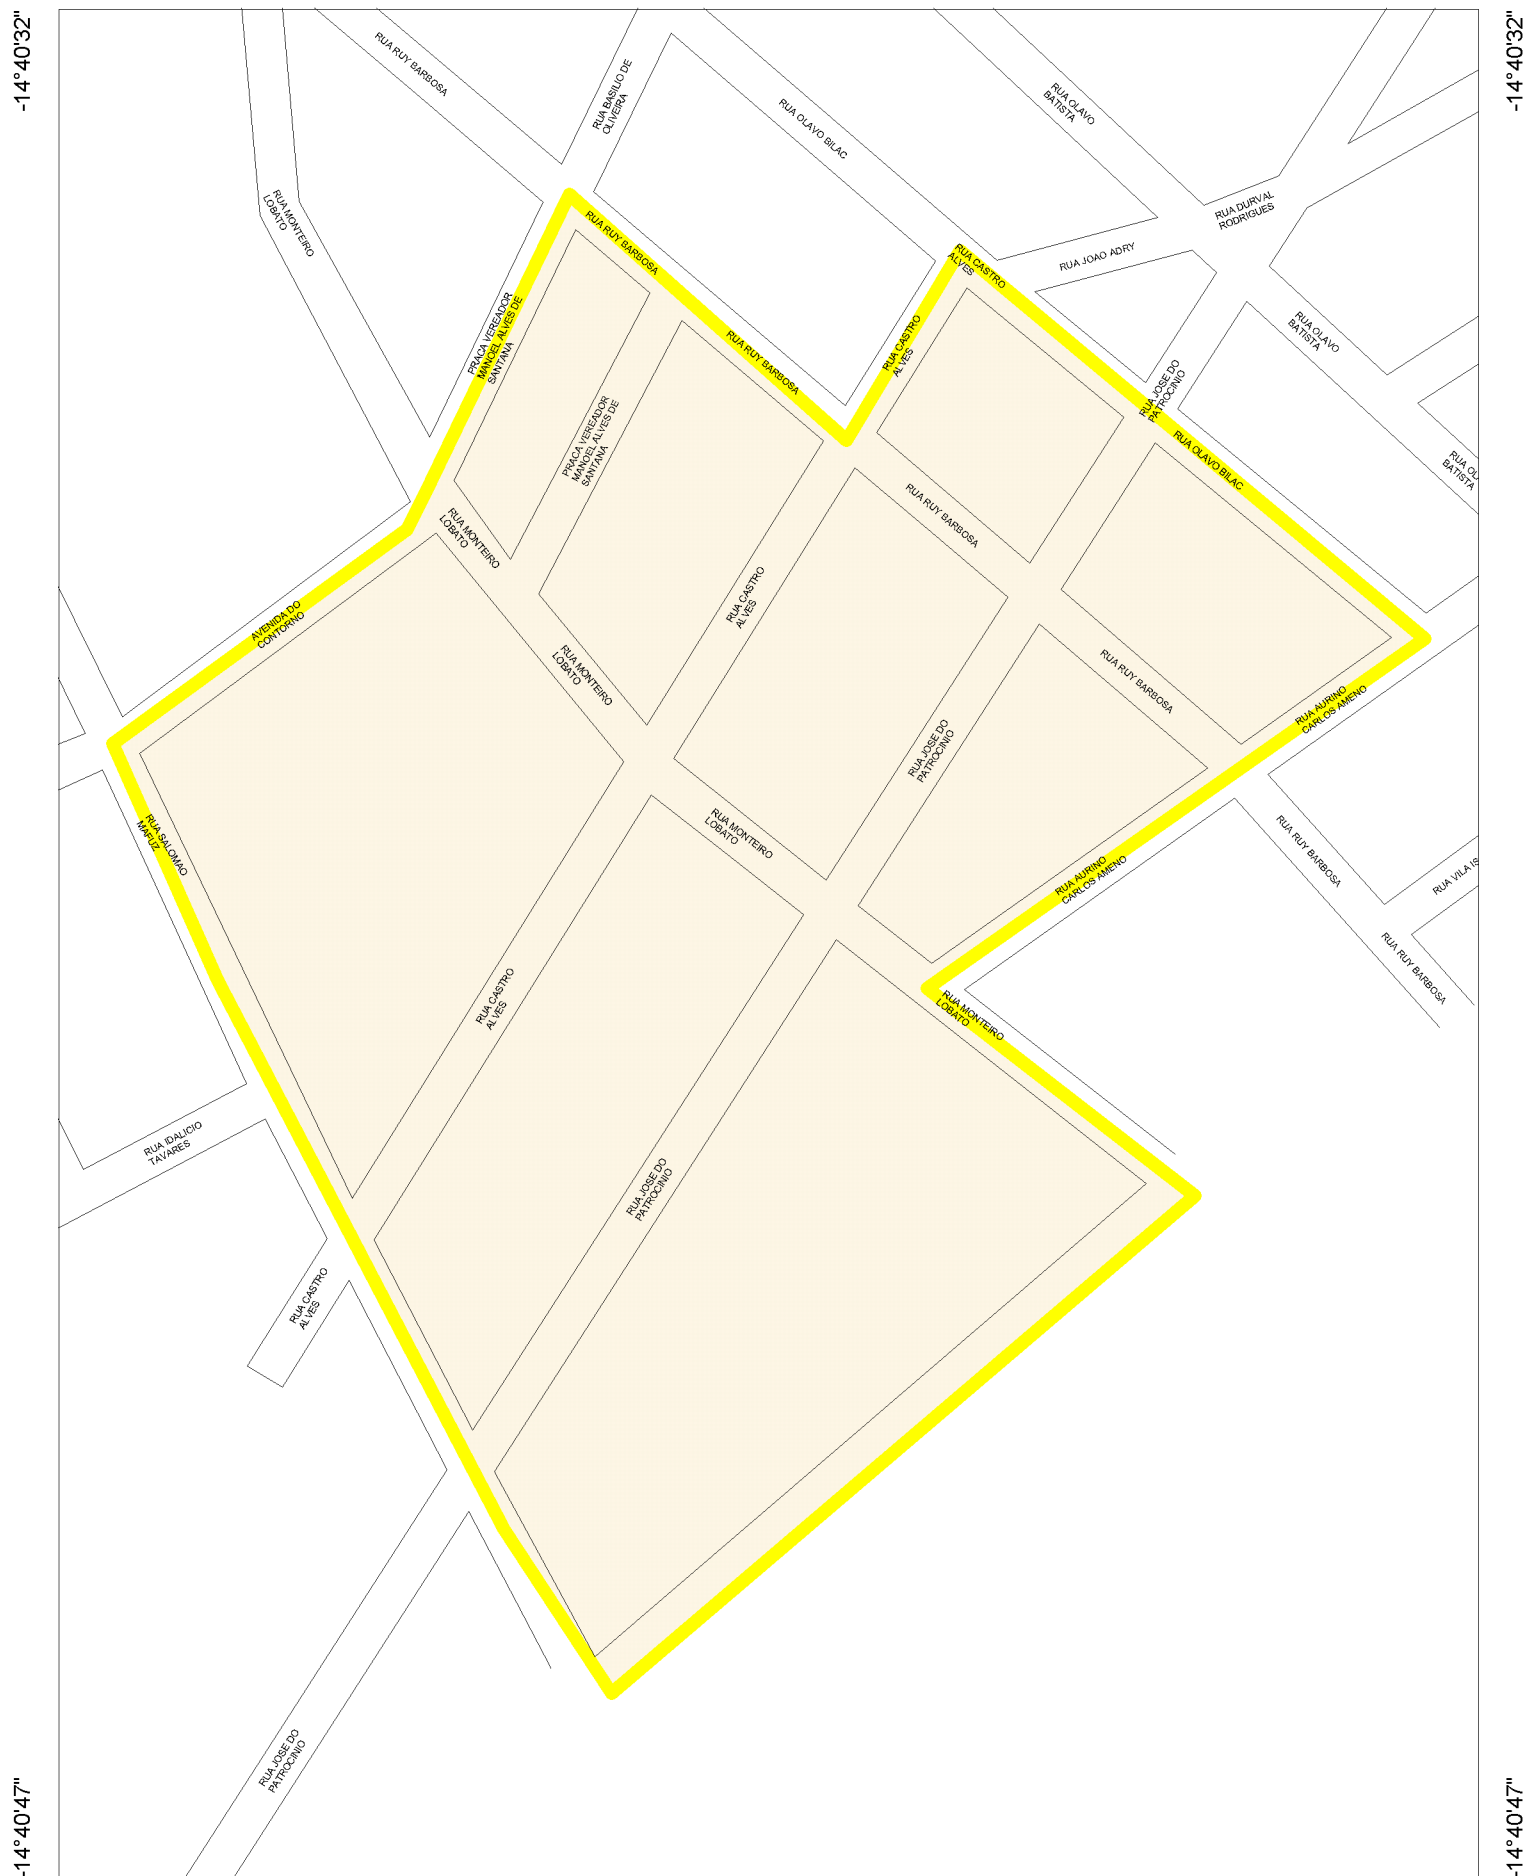 -14°40'32"
-14°40'32"
RUA RUY BARBOSA
RUA BASILIO DE
OLIVEIRA
RUA OLAVO BILAC
RUA OLAVO
BATISTA
RUA MONTEIRO
LOBATO
RUA DURVAL
RODRIGUES
RUA JOAO ADRY
RUA RUY BARBOSA
RUA CASTRO
ALVES
PRACA VEREADOR
MANOEL ALVES DE
SANTANA
RUA RUY BARBOSA
RUA CASTRO
ALVES
RUA OLAVO
BATISTA
RUA JOSE DO
PATROCINIO
PRACA VEREADOR
MANOEL ALVES DE
SANTANA
RUA OLAVO BILAC
RUA OL
BATISTA
RUA RUY BARBOSA
RUA MONTEIRO
LOBATO
RUA CASTRO
ALVES
AVENIDA DO
CONTORNO
RUA MONTEIRO
LOBATO
RUA RUY BARBOSA
RUA AURINO
CARLOS AMENO
RUA JOSE DO
PATROCINIO
RUA SALOMAO
MAFUZ
RUA MONTEIRO
LOBATO
RUA RUY BARBOSA
RUA AURINO
CARLOS AMENO
RUA VILA IS
RUA RUY BARBOSA
RUA CASTRO
ALVES
RUA MONTEIRO
LOBATO
RUA IDALICIO
TAVARES
RUA JOSE DO
PATROCINIO
RUA CASTRO
ALVES
RUA JOSE DO
PATROCINIO
-14°40'47"
-14°40'47"